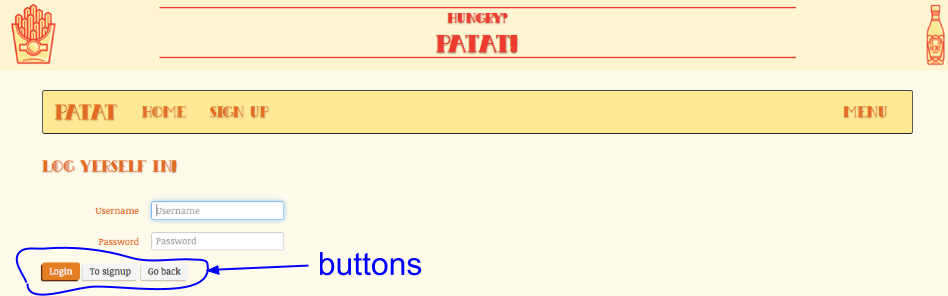 HUNGRY?
PATAT!
PATAT HOME SIGN UP MENU
LOG YERSELF IN!
Username Username
Password Password
Login To signup Go back
buttons